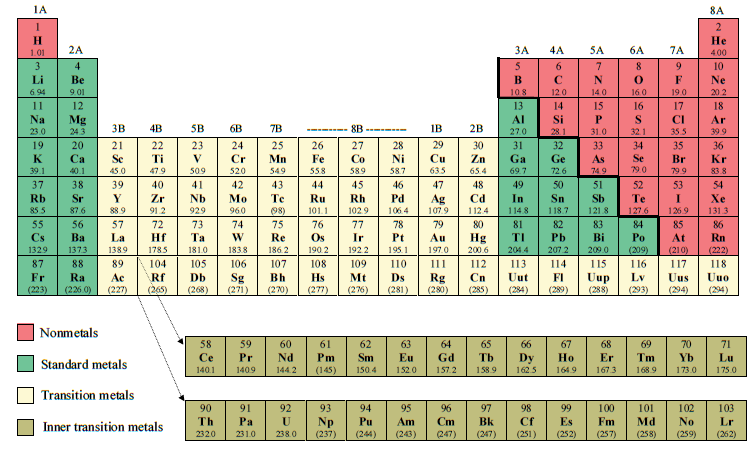 1A 8A
1 2
H He
1.01 2A 3A 4A 5A 6A 7A 4.00
3 4 5 6 7 8 9 10
Li Be B C N O F Ne
6.94 9.01 10.8 12.0 14.0 16.0 19.0 20.2
11 12 13 14 15 16 17 18
Na Mg Al Si P S Cl Ar
23.0 24.3 3B 4B 5B 6B 7B 8B 1B 2B 27.0 28.1 31.0 32.1 35.5 39.9
19 20 21 22 23 24 25 26 27 28 29 30 31 32 33 34 35 36
K Ca Sc Ti V Cr Mn Fe Co Ni Cu Zn Ga Ge As Se Br Kr
39.1 40.1 45.0 47.9 50.9 52.0 54.9 55.8 58.9 58.7 63.5 65.4 69.7 72.6 74.9 79.0 79.9 83.8
37 38 39 40 41 42 43 44 45 46 47 48 49 50 51 52 53 54
Rb Sr Y Zr Nb Mo Tc Ru Rh Pd Ag Cd In Sn Sb Te I Xe
85.5 87.6 88.9 91.2 92.9 96.0 (98) 101.1 102.9 106.4 107.9 112.4 114.8 118.7 121.8 127.6 126.9 131.3
55 56 57 72 73 74 75 76 77 78 79 80 81 82 83 84 85 86
Cs Ba La Hf Ta W Re Os Ir Pt Au Hg Tl Pb Bi Po At Rn
132.9 137.3 138.9 178.5 181.0 183.8 186.2 190.2 192.2 195.1 197.0 200.6 204.4 207.2 209.0 (209) (210) (222)
87 88 89 104 105 106 107 108 109 110 111 112 113 114 115 116 117 118
Fr Ra Ac Rf Db Sg Bh Hs Mt Ds Rg Cn Uut Fl Uup Lv Uus Uuo
(223) (226.0) (227) (265) (268) (271) (270) (277) (276) (281) (280) (285) (284) (289) (288) (293) (294) (294)
Nonmetals
Standard metals
Transition metals
Inner transition metals
58 59 60 61 62 63 64 65 66 67 68 69 70 71
Ce Pr Nd Pm Sm Eu Gd Tb Dy Ho Er Tm Yb Lu
140.1 140.9 144.2 (145) 150.4 152.0 157.2 158.9 162.5 164.9 167.3 168.9 173.0 175.0
90 91 92 93 94 95 96 97 98 99 100 101 102 103
Th Pa U Np Pu Am Cm Bk Cf Es Fm Md No Lr
232.0 231.0 238.0 (237) (244) (243) (247) (247) (251) (252) (257) (258) (259) (262)